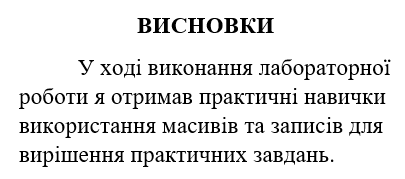 ВИСНОВКИ
У ході виконання лабораторної
роботи я отримав практичні навички
використання масивів та записів для
вирішення практичних завдань.